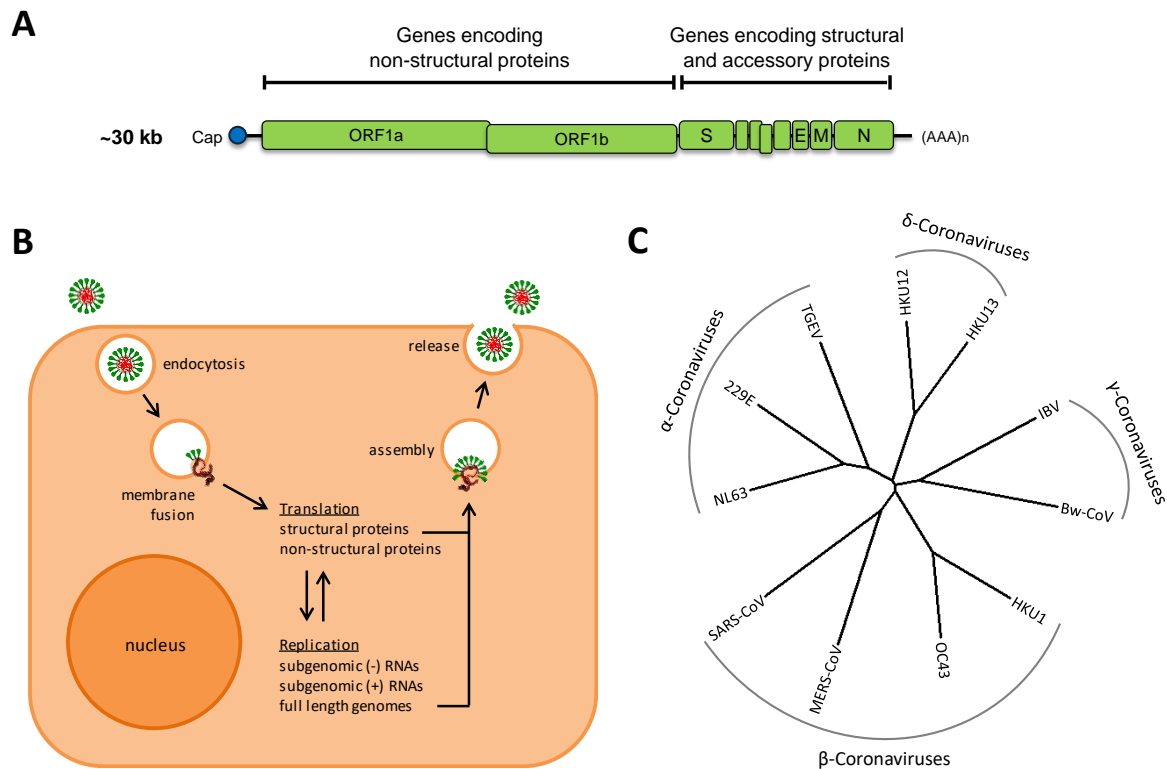 A
Genes encoding
non-structural proteins
Genes encoding structural
and accessory proteins
~30 kb
Cap
ORF1a
ORF1b
S
E
M
N
(AAA)n
B
endocytosis
membrane
fusion
Translation
structural proteins
non-structural proteins
Replication
subgenomic (-) RNAs
subgenomic (+) RNAs
full length genomes
assembly
release
nucleus
C
δ-Coronaviruses
HKU12
HKU13
α-Coronaviruses
TGEV
229E
NL63
γ-Coronaviruses
IBV
Bw-CoV
SARS-CoV
MERS-CoV
OC43
HKU1
β-Coronaviruses